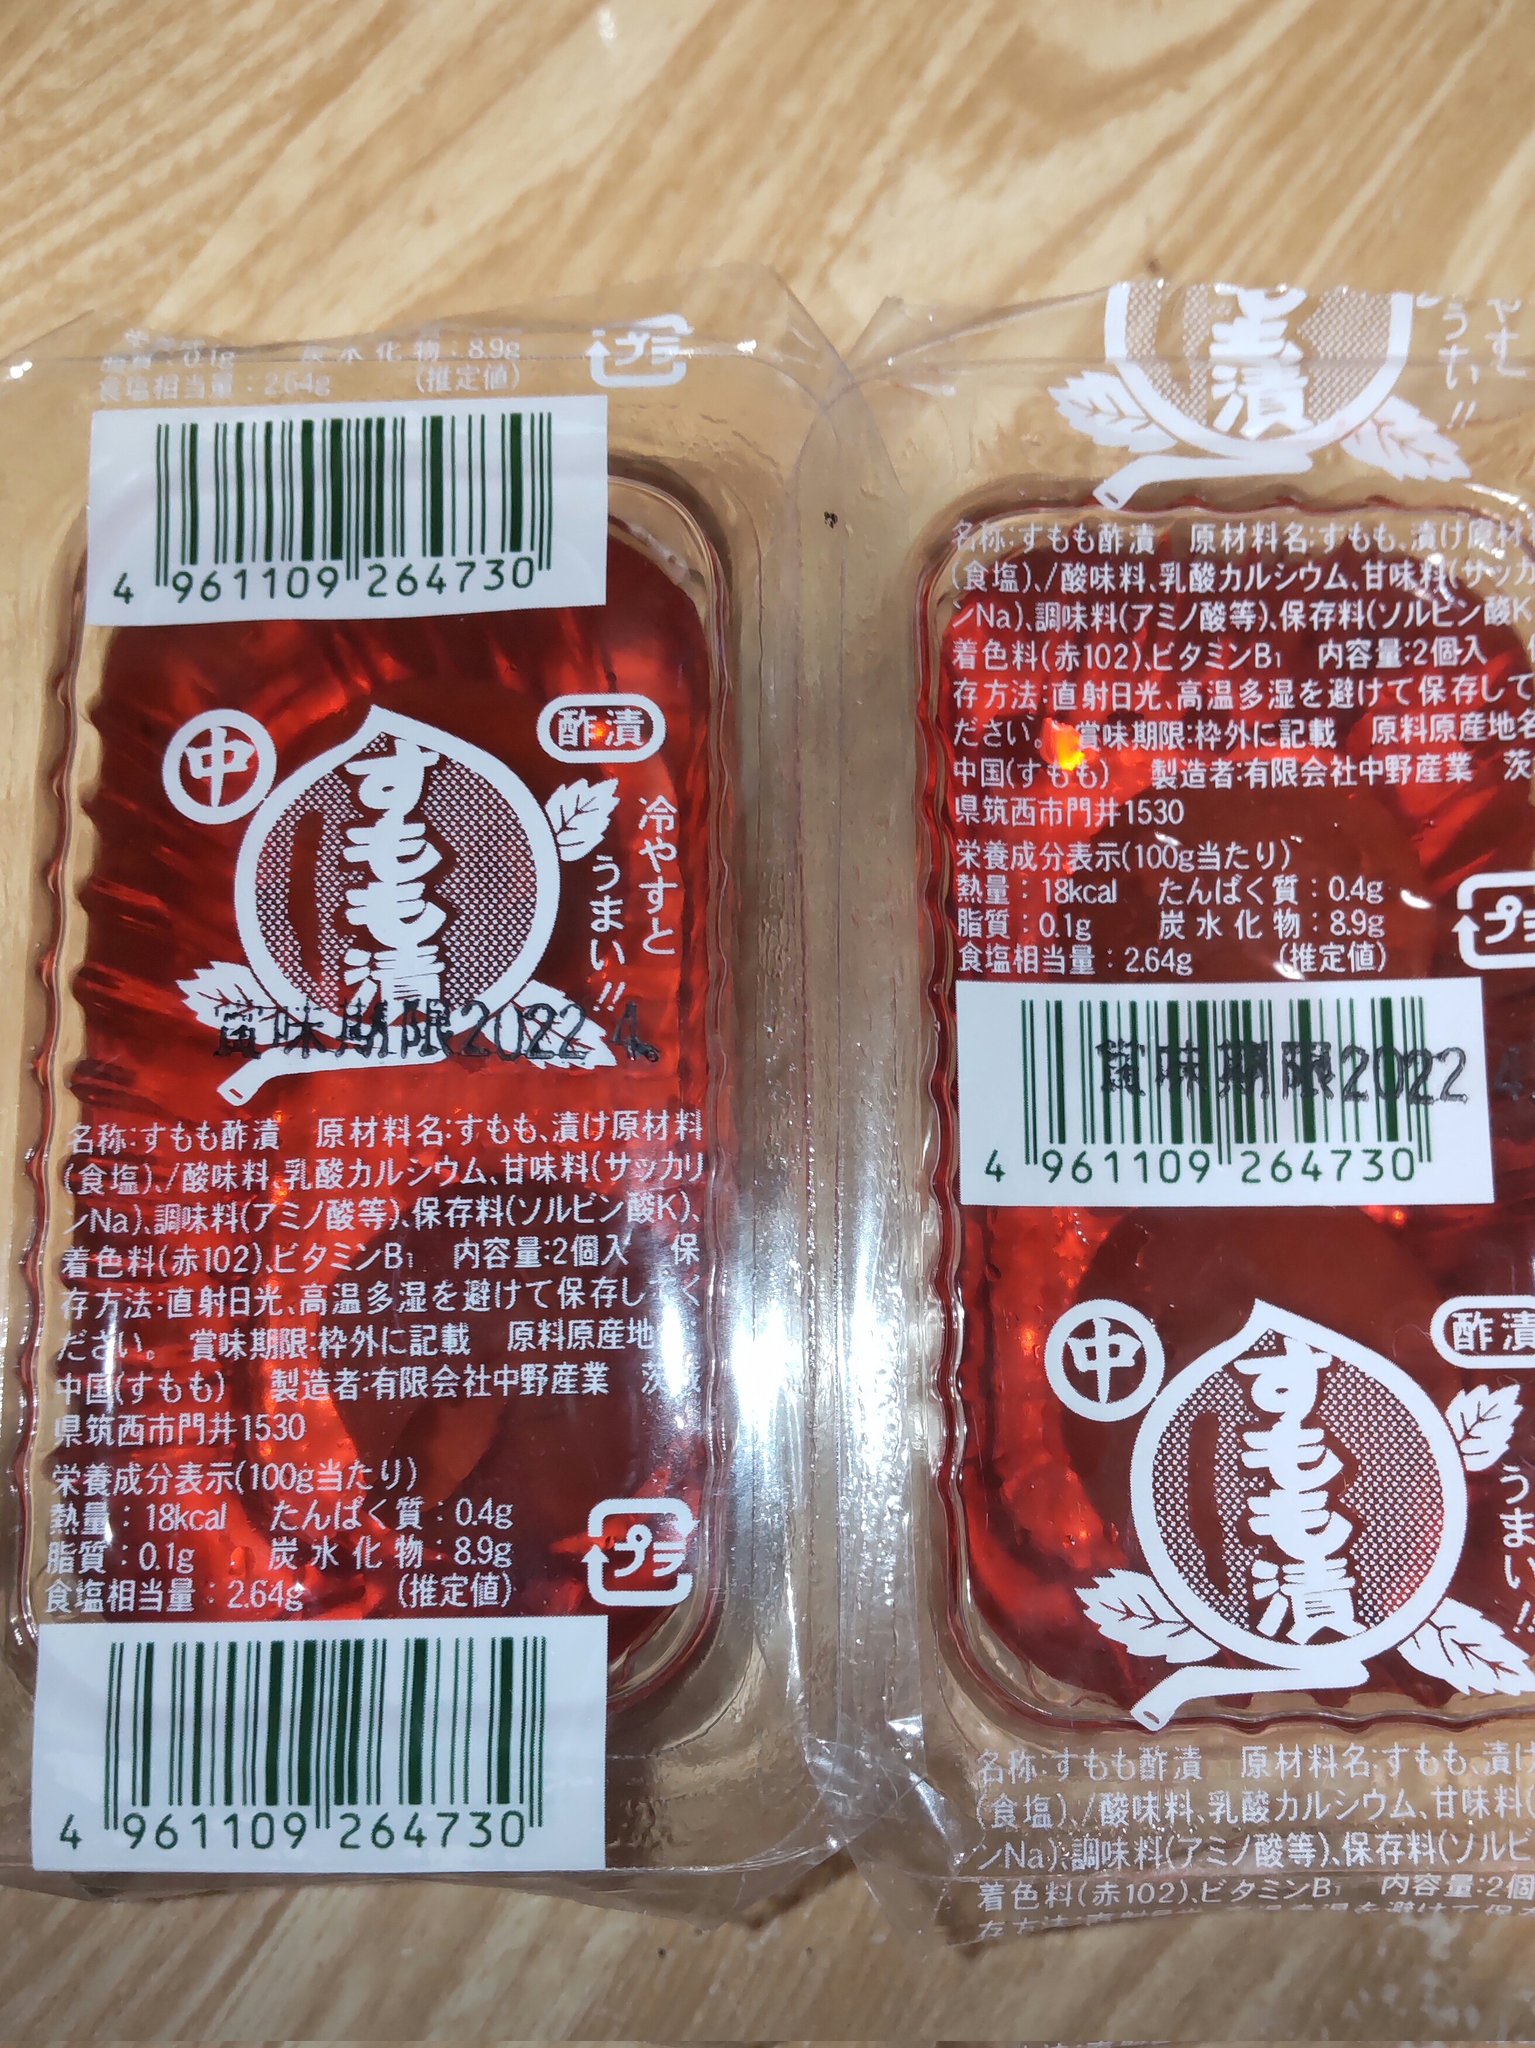 脂質：0.1g 炭水化物：8.9g
食塩相当量：2.64g (推定値)
プラ
4 961109 264730
中
酢漬
すもも漬
冷やすと
うまい!!
賞味期限2022 4.
名称:すもも酢漬 原材料名:すもも、漬け原材料
(食塩)、/酸味料、乳酸カルシウム、甘味料(サッカリ
ンNa)、調味料(アミノ酸等)、保存料(ソルビン酸K)、
着色料(赤102)、ビタミンB₁ 内容量:2個入 保
存方法:直射日光、高温多湿を避けて保存してく
ださい。 賞味期限:枠外に記載 原料原産地
中国(すもも) 製造者:有限会社中野産業 茨城
県筑西市門井1530
栄養成分表示(100g当たり)
熱量：18kcal たんぱく質：0.4g
脂質：0.1g 炭水化物：8.9g
食塩相当量：2.64g (推定値)
プラ
4 961109 264730
も漬
やす
うい!!
名称:すもも酢漬 原材料名:すもも、漬け原材
(食塩)、/酸味料、乳酸カルシウム、甘味料(サッカ
ンNa)、調味料(アミノ酸等)、保存料(ソルビン酸K
着色料(赤102)、ビタミンB₁ 内容量:2個入
存方法:直射日光、高温多湿を避けて保存して
ださい。 賞味期限:枠外に記載 原料原産地名
中国(すもも) 製造者:有限会社中野産業 茨
県筑西市門井1530
栄養成分表示(100g当たり)
熱量：18kcal たんぱく質：0.4g
脂質：0.1g 炭水化物：8.9g
食塩相当量：2.64g (推定値)
プラ
賞味期限2022 4
4 961109 264730
中
酢漬
すもも漬
うまい!!
名称:すもも酢漬 原材料名:すもも、漬け
(食塩)、/酸味料、乳酸カルシウム、甘味料(
ンNa)、調味料(アミノ酸等)、保存料(ソルビ
着色料(赤102)、ビタミンB₁ 内容量:2個